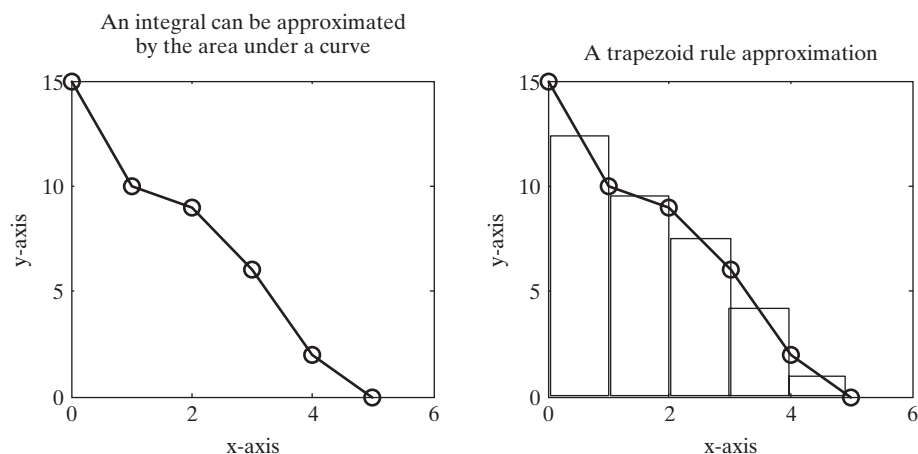 An integral can be approximated
by the area under a curve
15
10
5
0
y-axis
0 2 4 6
x-axis
A trapezoid rule approximation
15
10
5
0
y-axis
0 2 4 6
x-axis